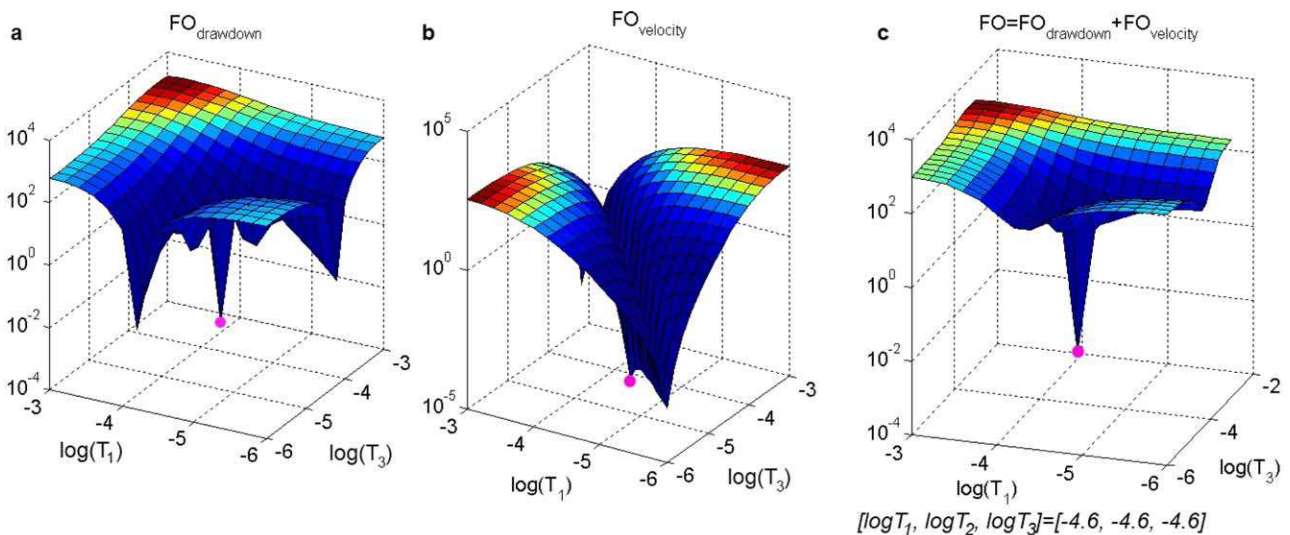 a
FO_drawdown
10^4
10^2
10^0
10^-2
10^-4
-3
-4
-5
-6
log(T_1)
-6
-5
-4
-3
log(T_3)
b
FO_velocity
10^5
10^0
10^-5
-3
-4
-5
-6
log(T_1)
-6
-5
-4
-3
log(T_3)
c
FO=FO_drawdown+FO_velocity
10^4
10^2
10^0
10^-2
10^-4
-3
-4
-5
-6
log(T_1)
-6
-4
-2
log(T_3)
[logT_1, logT_2, logT_3]=[-4.6, -4.6, -4.6]